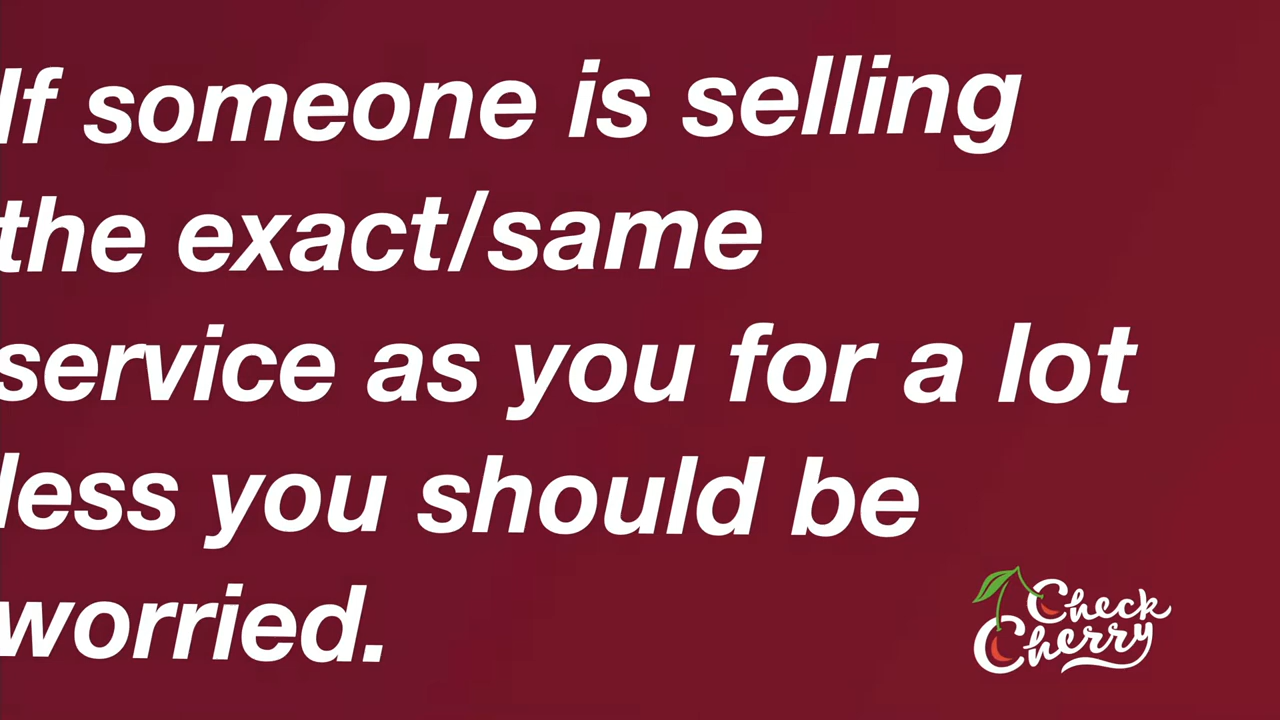 If someone is selling
the exact/same
service as you for a lot
less you should be
worried.
Check
Cherry